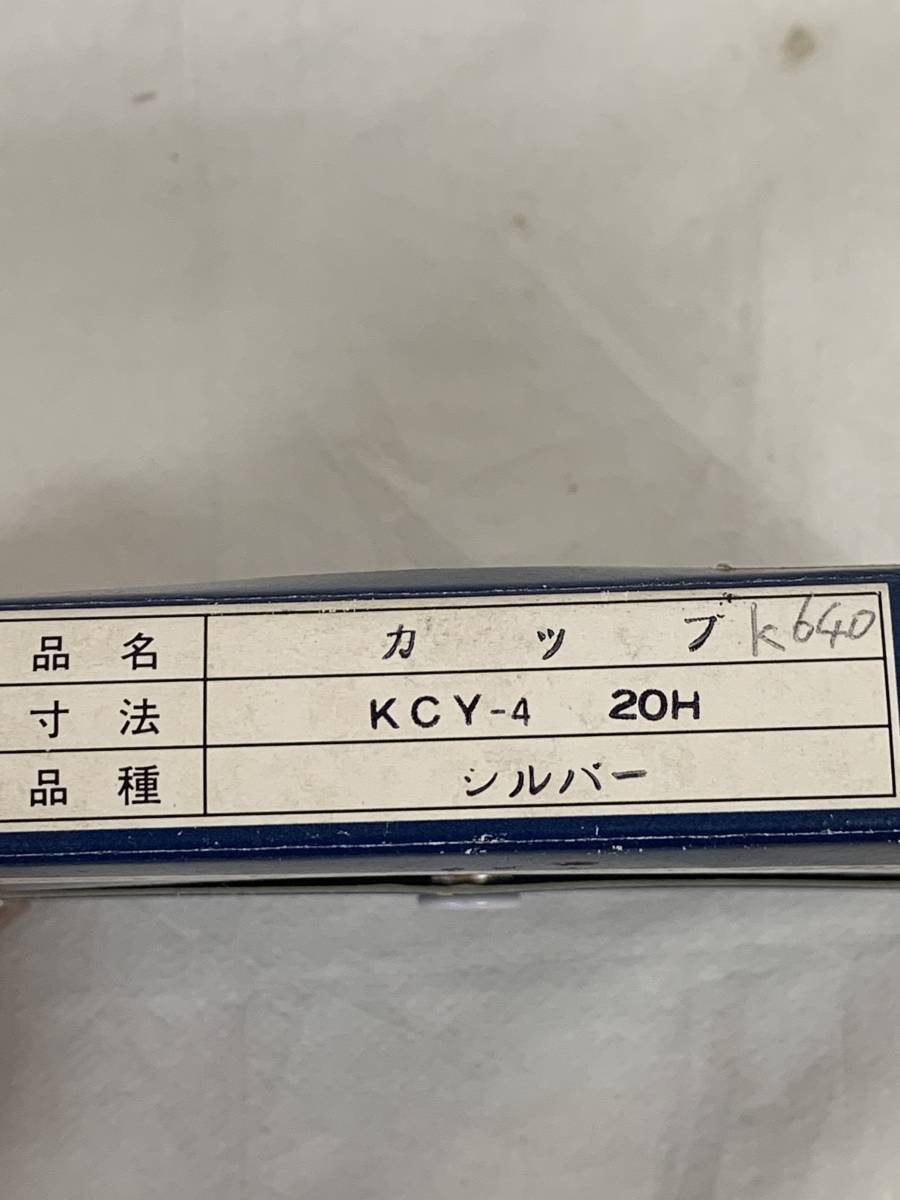 品名 カップ k640
寸法 KCY-4 20H
品種 シルバー